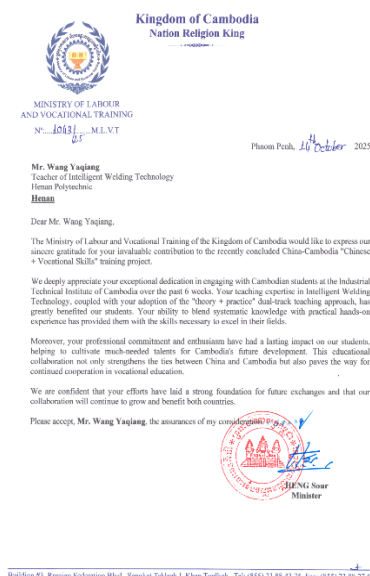 Kingdom of Cambodia
Nation Religion King
MINISTRY OF LABOUR
AND VOCATIONAL TRAINING
Nº 10431/25 M.L.V.T
Phnom Penh, 14th October 2025
Mr. Wang Yaqiang
Teacher of Intelligent Welding Technology
Henan Polytechnic
Henan
Dear Mr. Wang Yaqiang,
The Ministry of Labour and Vocational Training of the Kingdom of Cambodia would like to express our
sincere gratitude for your invaluable contribution to the recently concluded China-Cambodia "Chinese
+ Vocational Skills" training project.
We deeply appreciate your exceptional dedication in engaging with Cambodian students at the Industrial
Technical Institute of Cambodia over the past 6 weeks. Your teaching expertise in Intelligent Welding
Technology, coupled with your adoption of the "theory + practice" dual-track teaching approach, has
greatly benefited our students. Your ability to blend systematic knowledge with practical hands-on
experience has provided them with the skills necessary to excel in their fields.
Moreover, your professional commitment and enthusiasm have had a lasting impact on our students,
helping to cultivate much-needed talents for Cambodia's future development. This educational
collaboration not only strengthens the ties between China and Cambodia but also paves the way for
continued cooperation in vocational education.
We are confident that your efforts have laid a strong foundation for future exchanges and that our
collaboration will continue to grow and benefit both countries.
Please accept, Mr. Wang Yaqiang, the assurances of my consideration.
HENG Sour
Minister